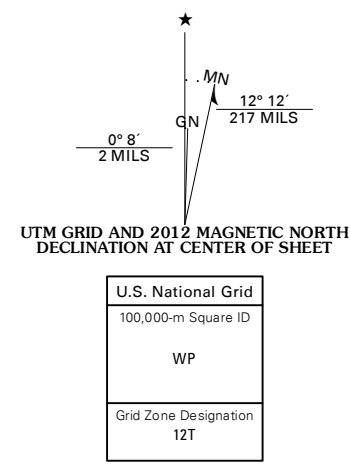 ★
MN
GN
12° 12´
217 MILS
0° 8´
2 MILS
UTM GRID AND 2012 MAGNETIC NORTH
DECLINATION AT CENTER OF SHEET
U.S. National Grid
100,000-m Square ID
WP
Grid Zone Designation
12T